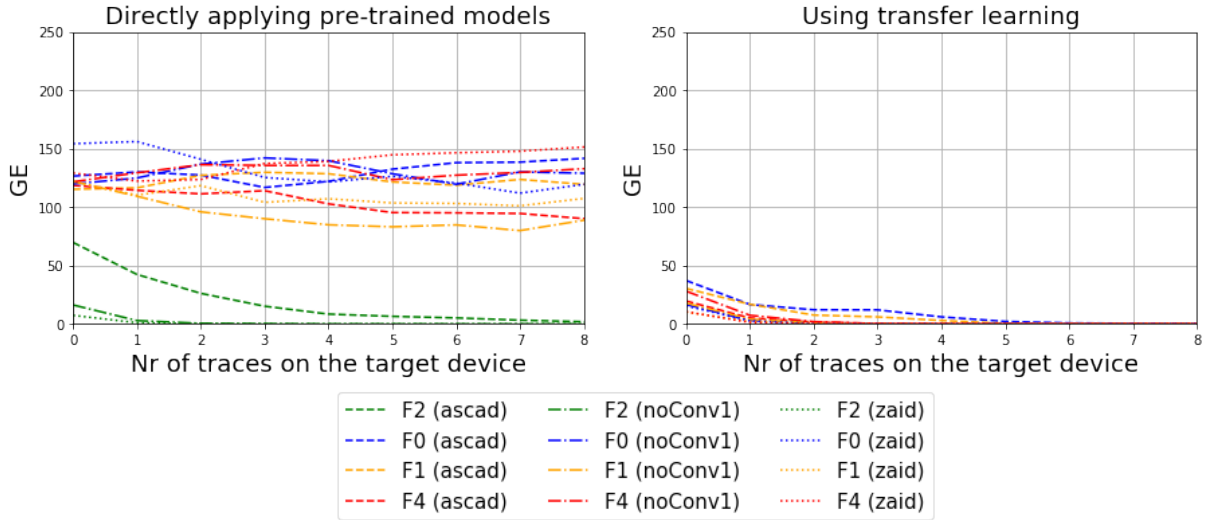 Directly applying pre-trained models
Using transfer learning
250
200
150
100
50
0
GE
0 1 2 3 4 5 6 7 8
Nr of traces on the target device
250
200
150
100
50
0
GE
0 1 2 3 4 5 6 7 8
Nr of traces on the target device
F2 (ascad) F2 (noConv1) F2 (zaid)
F0 (ascad) F0 (noConv1) F0 (zaid)
F1 (ascad) F1 (noConv1) F1 (zaid)
F4 (ascad) F4 (noConv1) F4 (zaid)